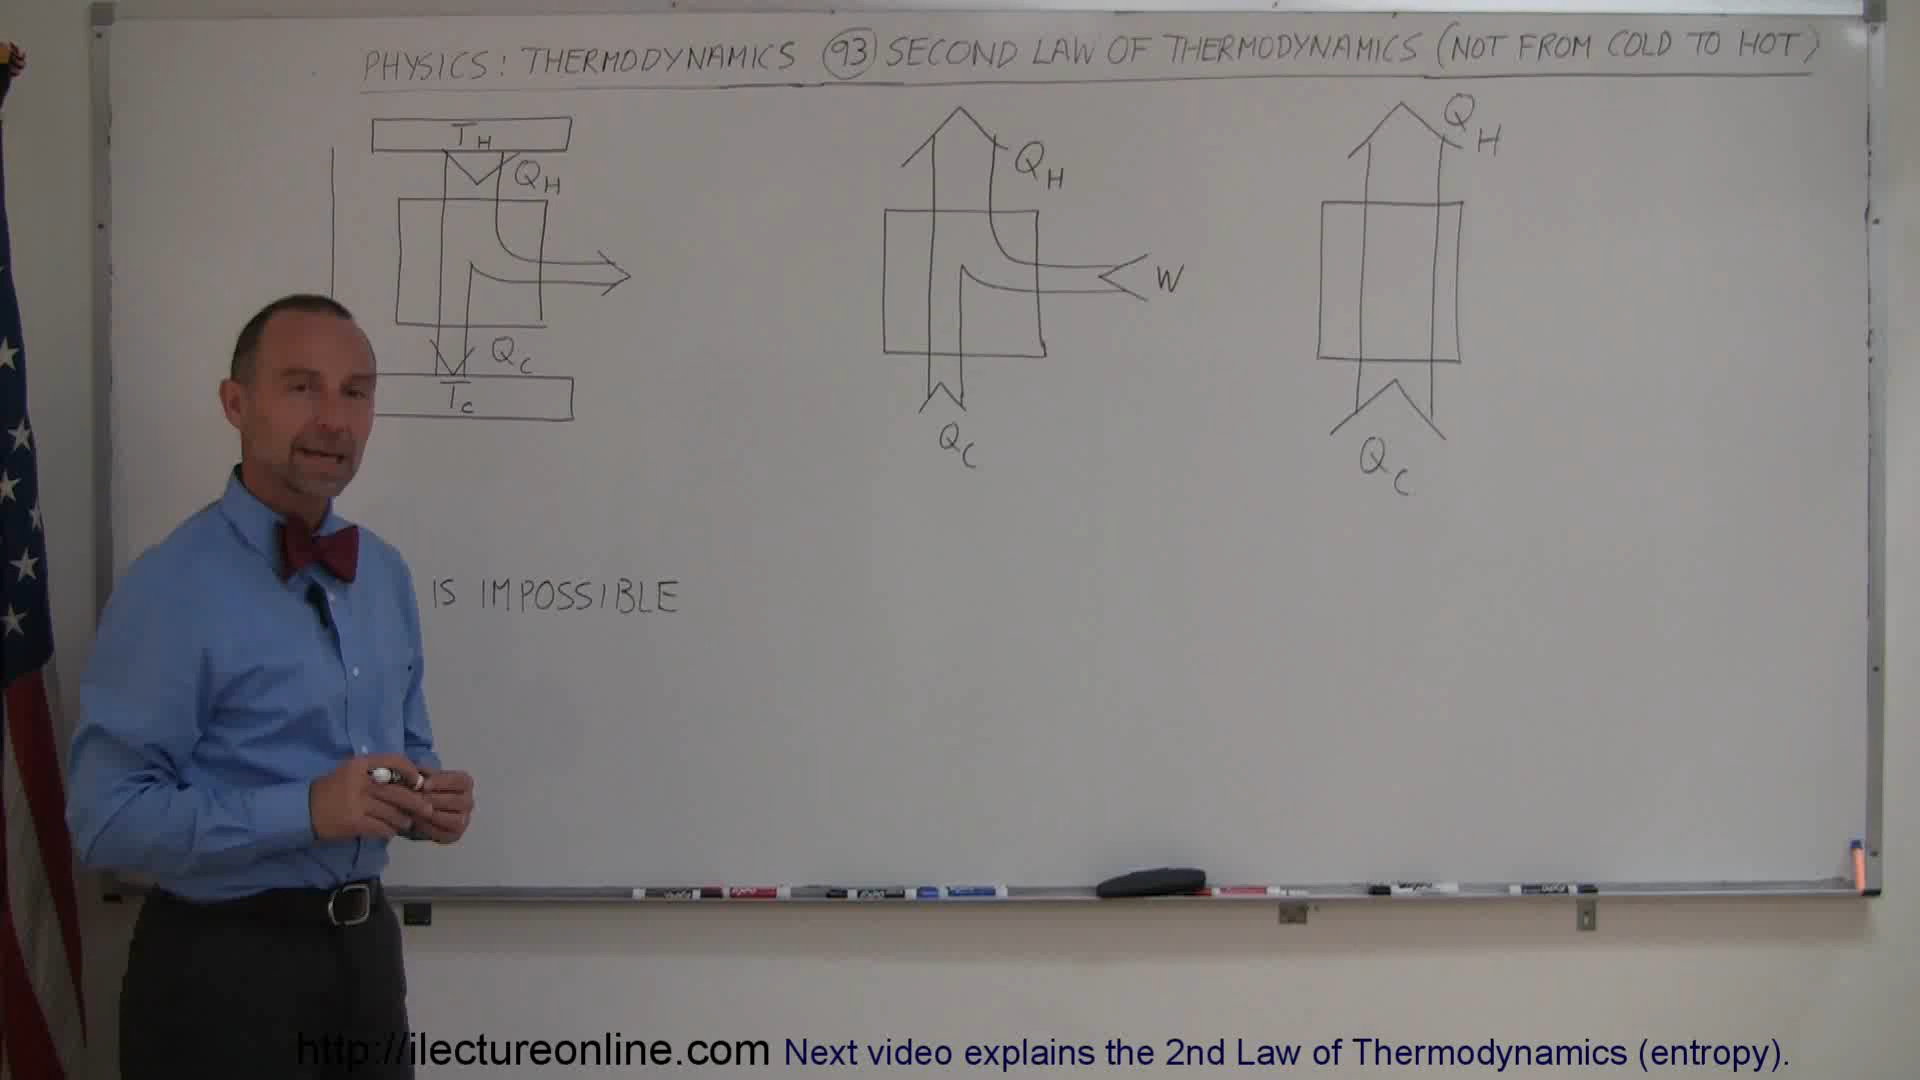 PHYSICS: THERMODYNAMICS (93) SECOND LAW OF THERMODYNAMICS (NOT FROM COLD TO HOT)
TH
QH
QC
TC
QH
W
QC
QH
QC
IS IMPOSSIBLE
http://ilectureonline.com Next video explains the 2nd Law of Thermodynamics (entropy).